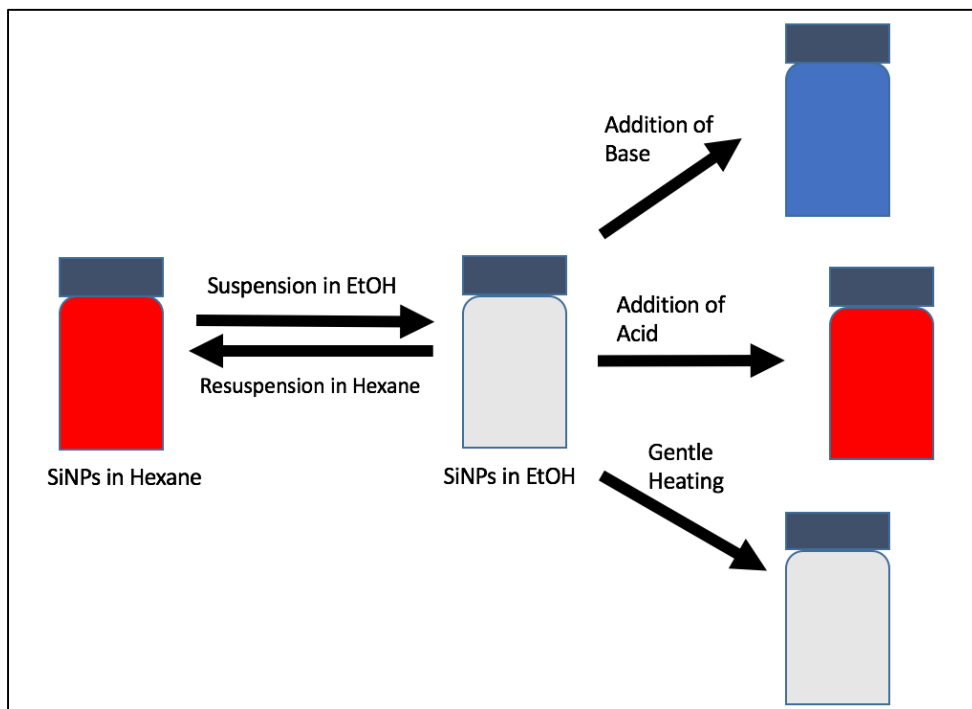 Addition of
Base
Suspension in EtOH
Resuspension in Hexane
Addition of
Acid
SiNPs in Hexane
SiNPs in EtOH
Gentle
Heating